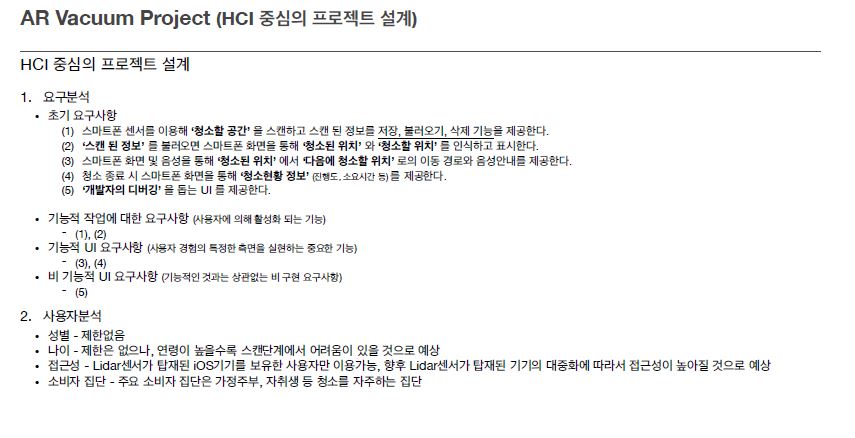 AR Vacuum Project (HCI 중심의 프로젝트 설계)
HCI 중심의 프로젝트 설계
1. 요구분석
• 초기 요구사항
(1) 스마트폰 센서를 이용해 ‘청소할 공간’ 을 스캔하고 스캔 된 정보를 저장, 불러오기, 삭제 기능을 제공한다.
(2) ‘스캔 된 정보’ 를 불러오면 스마트폰 화면을 통해 ‘청소된 위치’ 와 ‘청소할 위치’ 를 인식하고 표시한다.
(3) 스마트폰 화면 및 음성을 통해 ‘청소된 위치’ 에서 ‘다음에 청소할 위치’ 로의 이동 경로와 음성안내를 제공한다.
(4) 청소 종료 시 스마트폰 화면을 통해 ‘청소현황 정보’ (진행도, 소요시간 등)를 제공한다.
(5) ‘개발자의 디버깅’ 을 돕는 UI 를 제공한다.
• 기능적 작업에 대한 요구사항 (사용자에 의해 활성화 되는 기능)
- (1), (2)
• 기능적 UI 요구사항 (사용자 경험의 특정한 측면을 실현하는 중요한 기능)
- (3), (4)
• 비 기능적 UI 요구사항 (기능적인 것과는 상관없는 비 구현 요구사항)
- (5)
2. 사용자분석
• 성별 - 제한없음
• 나이 - 제한은 없으나, 연령이 높을수록 스캔단계에서 어려움이 있을 것으로 예상
• 접근성 - Lidar센서가 탑재된 iOS기기를 보유한 사용자만 이용가능, 향후 Lidar센서가 탑재된 기기의 대중화에 따라서 접근성이 높아질 것으로 예상
• 소비자 집단 - 주요 소비자 집단은 가정주부, 자취생 등 청소를 자주하는 집단